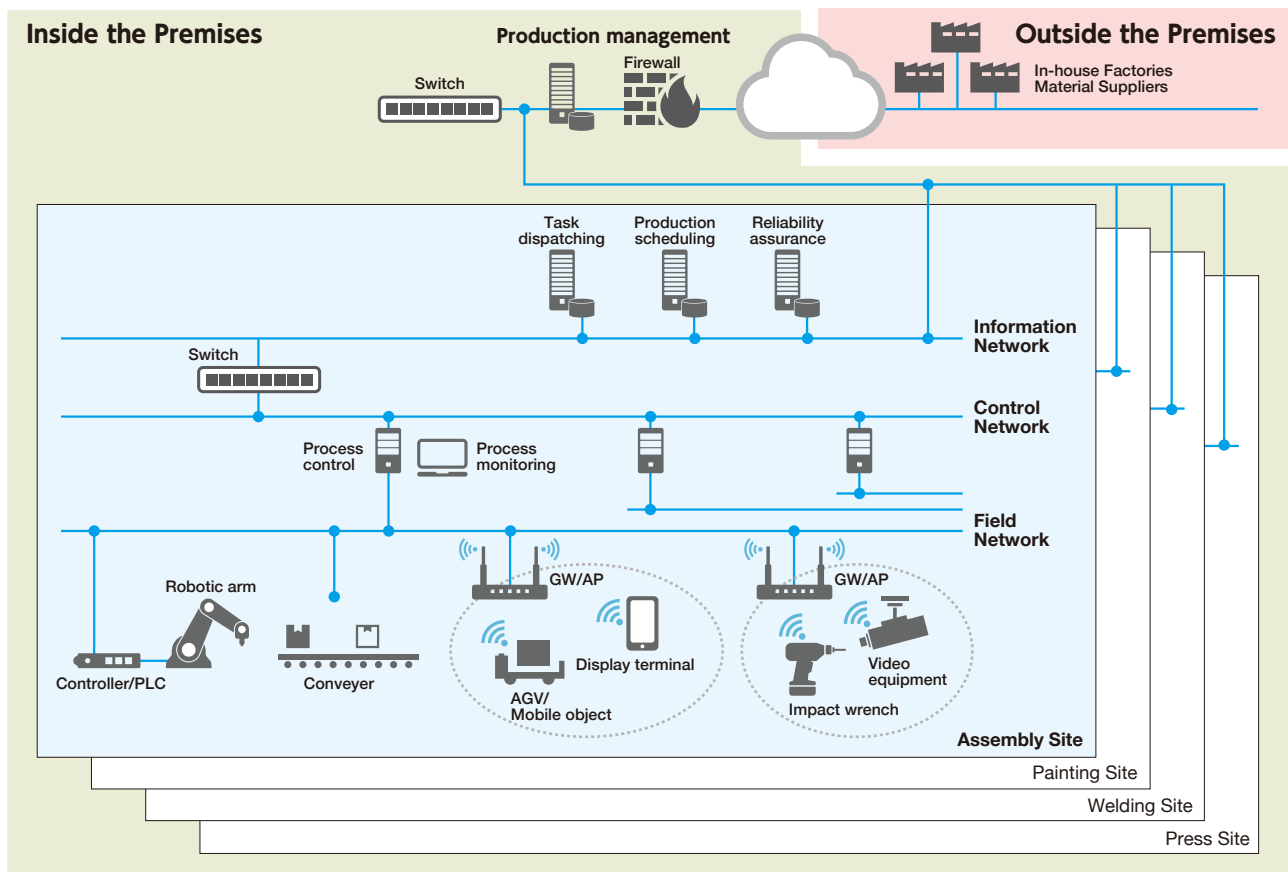 Inside the Premises
Production management
Outside the Premises
Switch
Firewall
In-house Factories
Material Suppliers
Task
dispatching
Production
scheduling
Reliability
assurance
Information
Network
Switch
Control
Network
Process
control
Process
monitoring
Field
Network
GW/AP
GW/AP
Robotic arm
Controller/PLC
Conveyer
Display terminal
AGV/
Mobile object
Video
equipment
Impact wrench
Assembly Site
Painting Site
Welding Site
Press Site